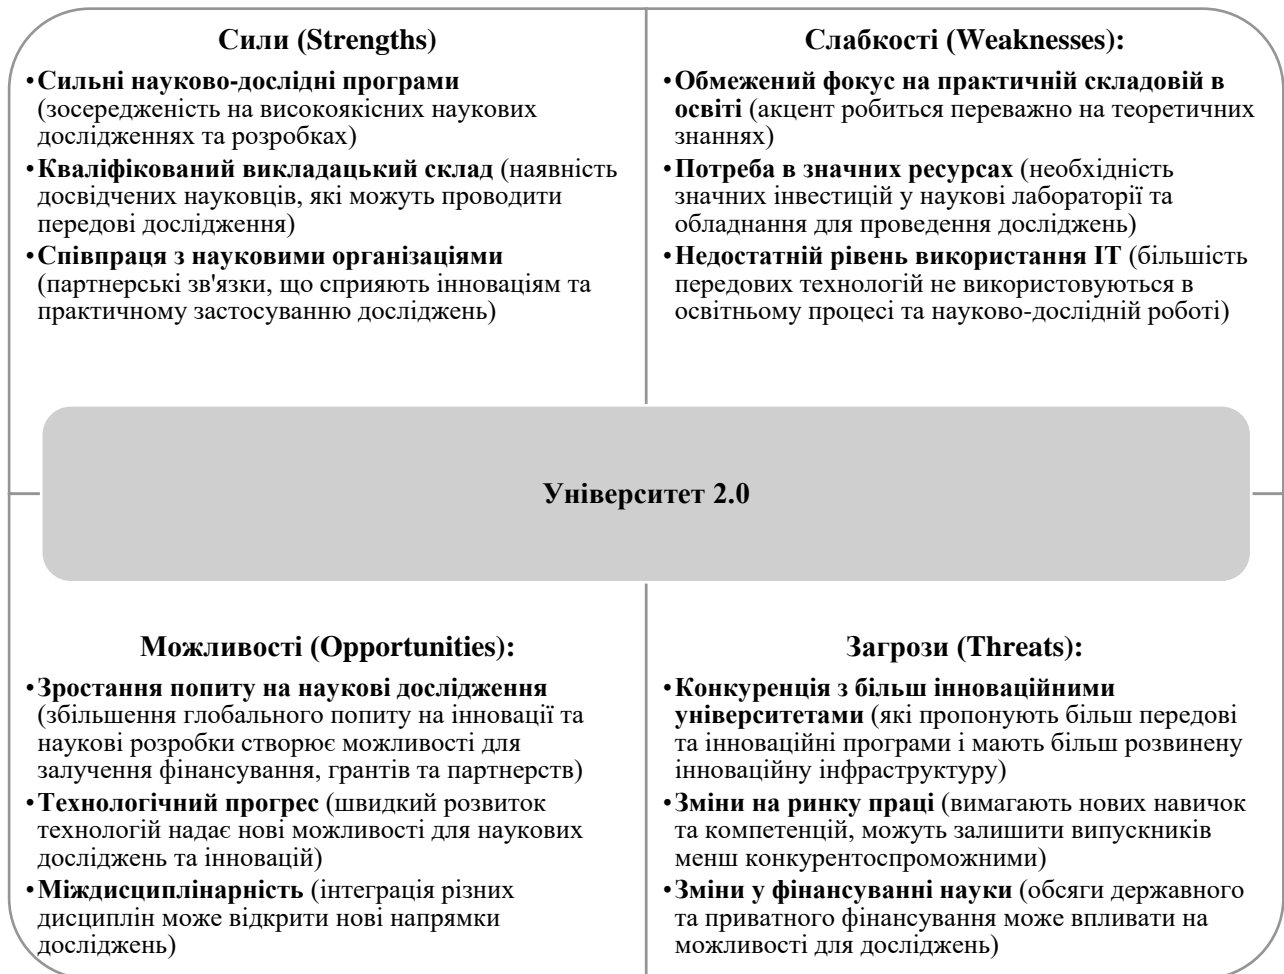 Сили (Strengths)
•Сильні науково-дослідні програми
(зосередженість на високоякісних наукових
дослідженнях та розробках)
•Кваліфікований викладацький склад (наявність
досвідчених науковців, які можуть проводити
передові дослідження)
•Співпраця з науковими організаціями
(партнерські зв'язки, що сприяють інноваціям та
практичному застосуванню досліджень)
Слабкості (Weaknesses):
•Обмежений фокус на практичній складовій в
освіті (акцент робиться переважно на теоретичних
знаннях)
•Потреба в значних ресурсах (необхідність
значних інвестицій у наукові лабораторії та
обладнання для проведення досліджень)
•Недостатній рівень використання ІТ (більшість
передових технологій не використовуються в
освітньому процесі та науково-дослідній роботі)
Університет 2.0
Можливості (Opportunities):
•Зростання попиту на наукові дослідження
(збільшення глобального попиту на інновації та
наукові розробки створює можливості для
залучення фінансування, грантів та партнерств)
•Технологічний прогрес (швидкий розвиток
технологій надає нові можливості для наукових
досліджень та інновацій)
•Міждисциплінарність (інтеграція різних
дисциплін може відкрити нові напрямки
досліджень)
Загрози (Threats):
•Конкуренція з більш інноваційними
університетами (які пропонують більш передові
та інноваційні програми і мають більш розвинену
інноваційну інфраструктуру)
•Зміни на ринку праці (вимагають нових навичок
та компетенцій, можуть залишити випускників
менш конкурентоспроможними)
•Зміни у фінансуванні науки (обсяги державного
та приватного фінансування може впливати на
можливості для досліджень)